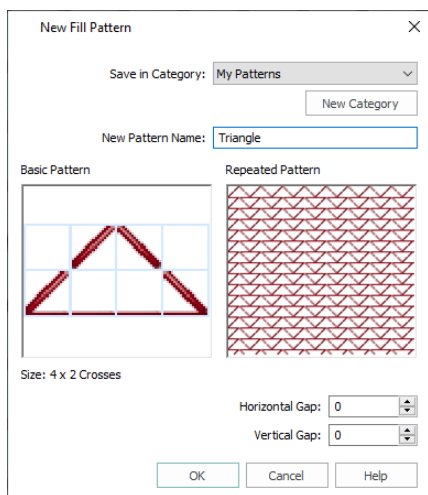 New Fill Pattern
Save in Category: My Patterns
New Category
New Pattern Name: Triangle
Basic Pattern Repeated Pattern
Size: 4 x 2 Crosses
Horizontal Gap: 0
Vertical Gap: 0
OK Cancel Help